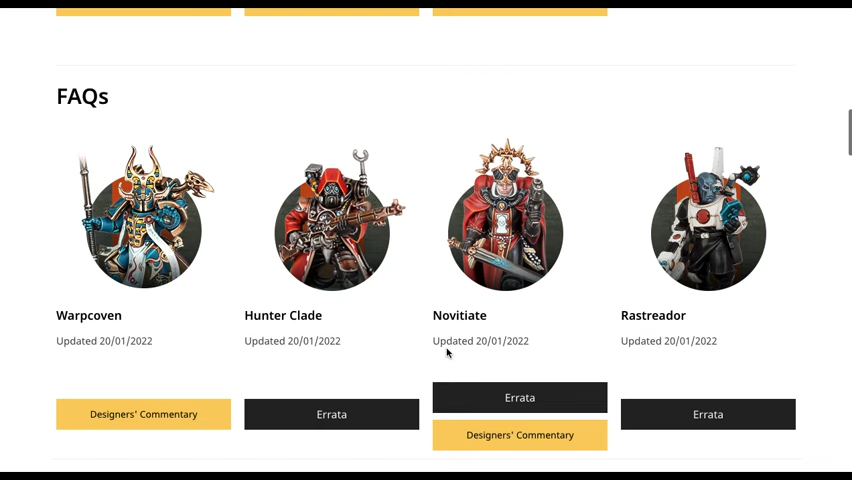 FAQs
Warpcoven
Updated 20/01/2022
Designers' Commentary
Hunter Clade
Updated 20/01/2022
Errata
Novitiate
Updated 20/01/2022
Errata
Designers' Commentary
Rastreador
Updated 20/01/2022
Errata